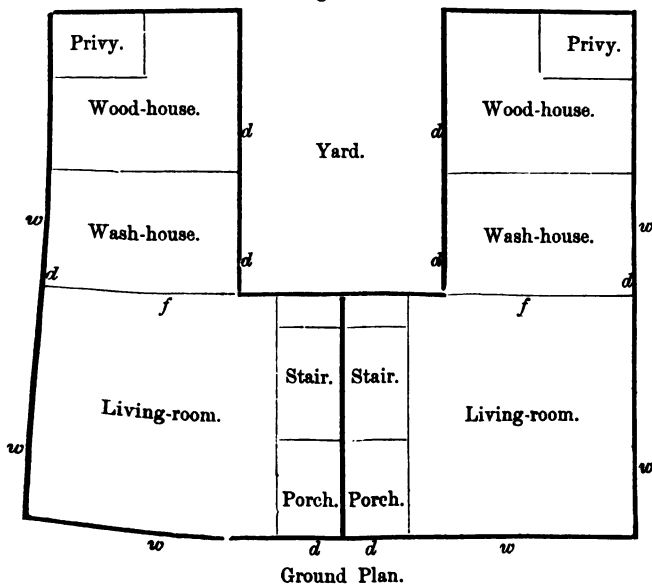 Privy. Privy.
Wood-house. Wood-house.
d d
Yard.
w Wash-house. Wash-house. w
d d d d
f f
Stair. Stair.
Living-room. Living-room.
w w
Porch. Porch.
w d d w
Ground Plan.